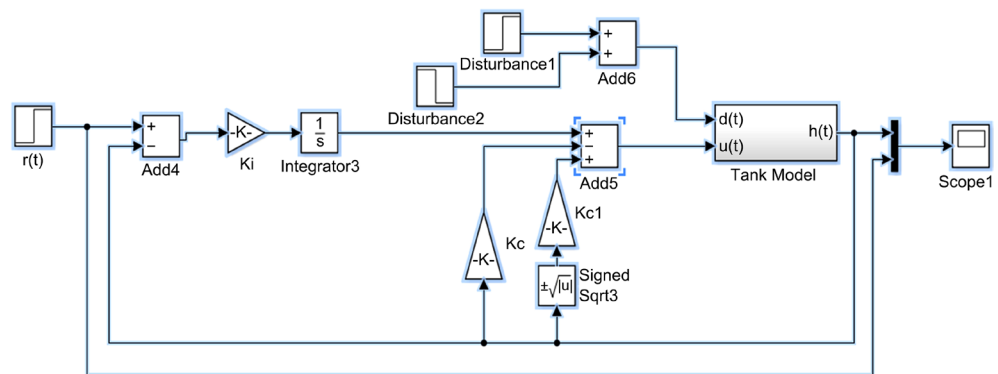 Disturbance1
+
+
Add6
Disturbance2
r(t)
+
−
Add4
-K-
Ki
1
s
Integrator3
+
−
+
Add5
d(t)
u(t)
h(t)
Tank Model
Scope1
-K-
Kc1
-K-
Kc
±√|u|
Signed
Sqrt3